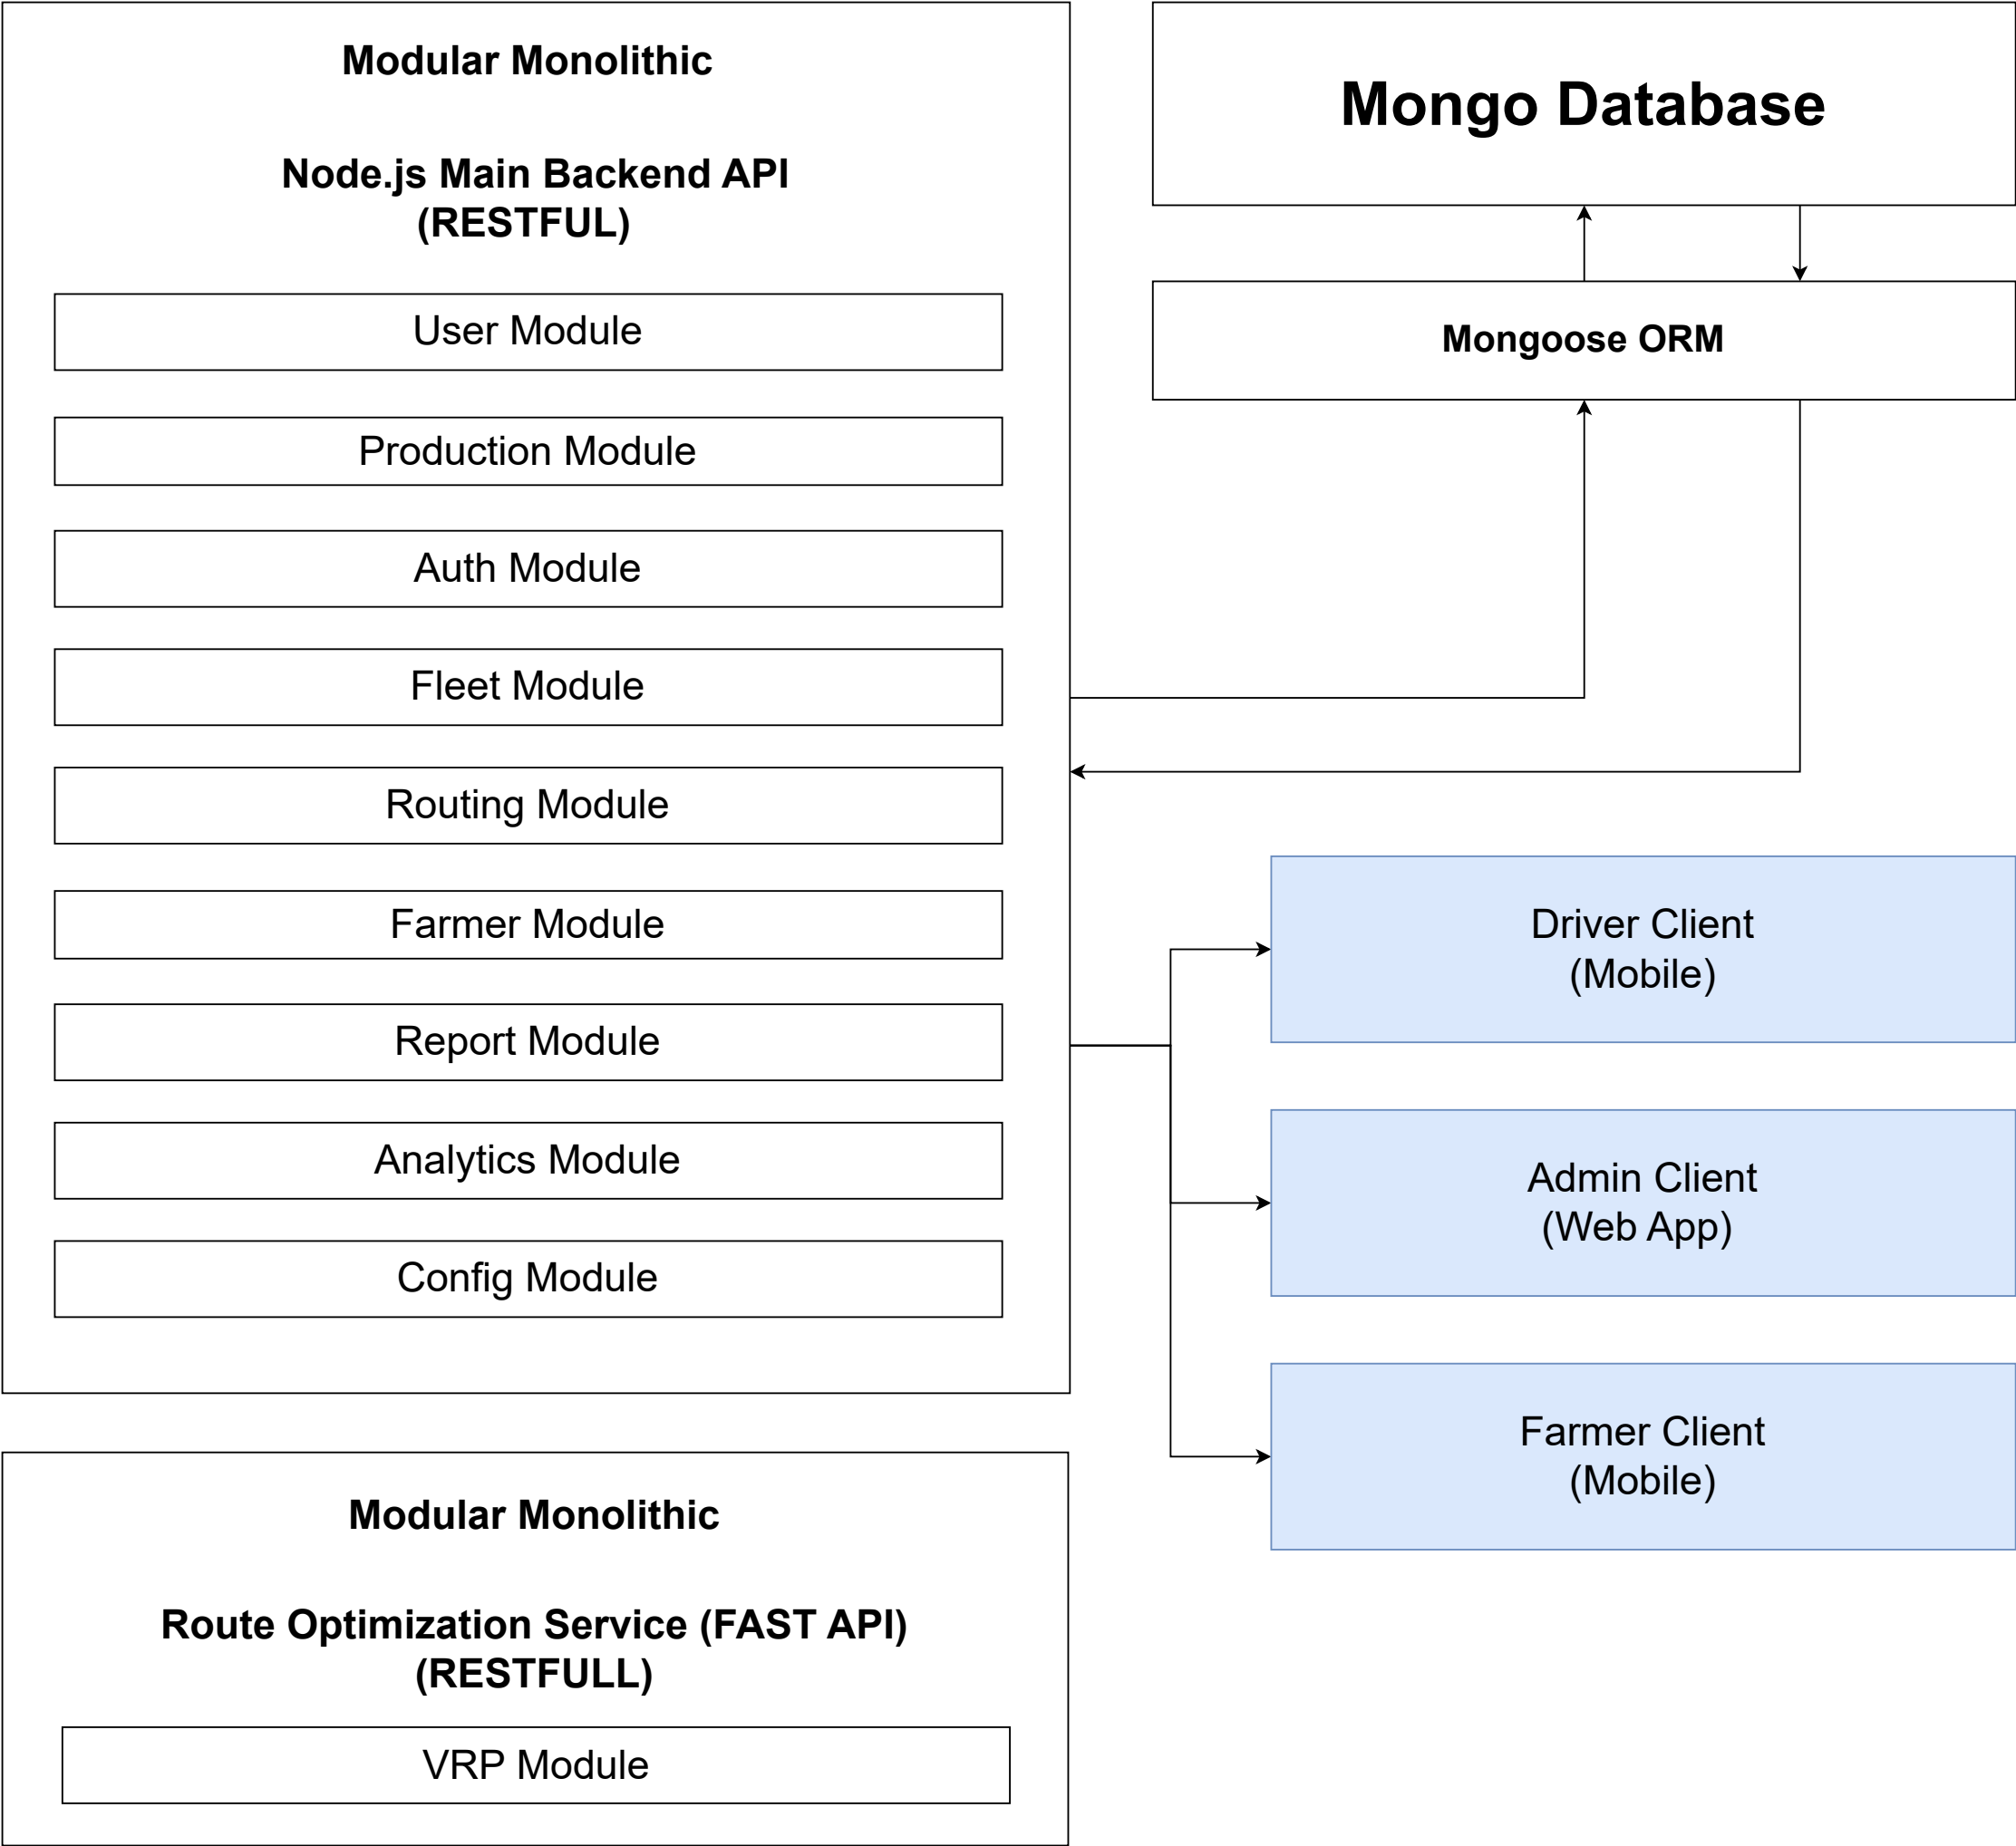 Modular Monolithic
Node.js Main Backend API
(RESTFUL)
User Module
Production Module
Auth Module
Fleet Module
Routing Module
Farmer Module
Report Module
Analytics Module
Config Module
Modular Monolithic
Route Optimization Service (FAST API)
(RESTFULL)
VRP Module
Mongo Database
Mongoose ORM
Driver Client
(Mobile)
Admin Client
(Web App)
Farmer Client
(Mobile)